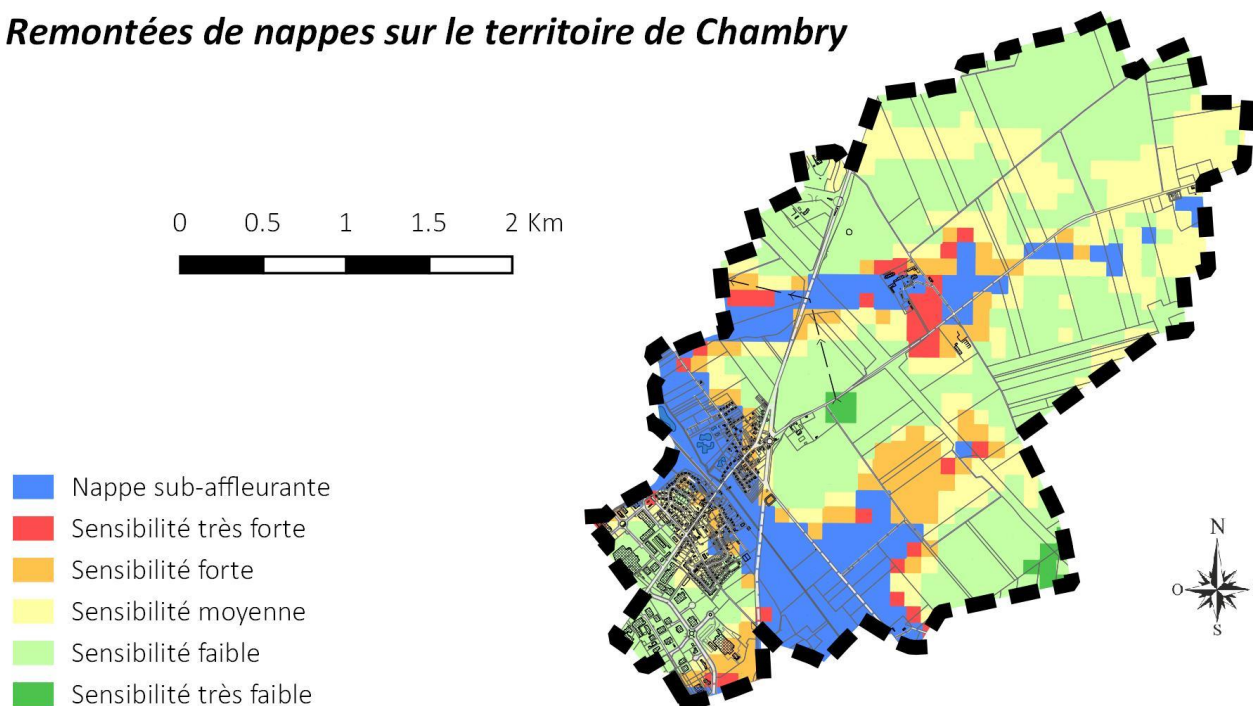 Remontées de nappes sur le territoire de Chambry
0 0.5 1 1.5 2 Km
Nappe sub-affleurante
Sensibilité très forte
Sensibilité forte
Sensibilité moyenne
Sensibilité faible
Sensibilité très faible
N
O
E
S